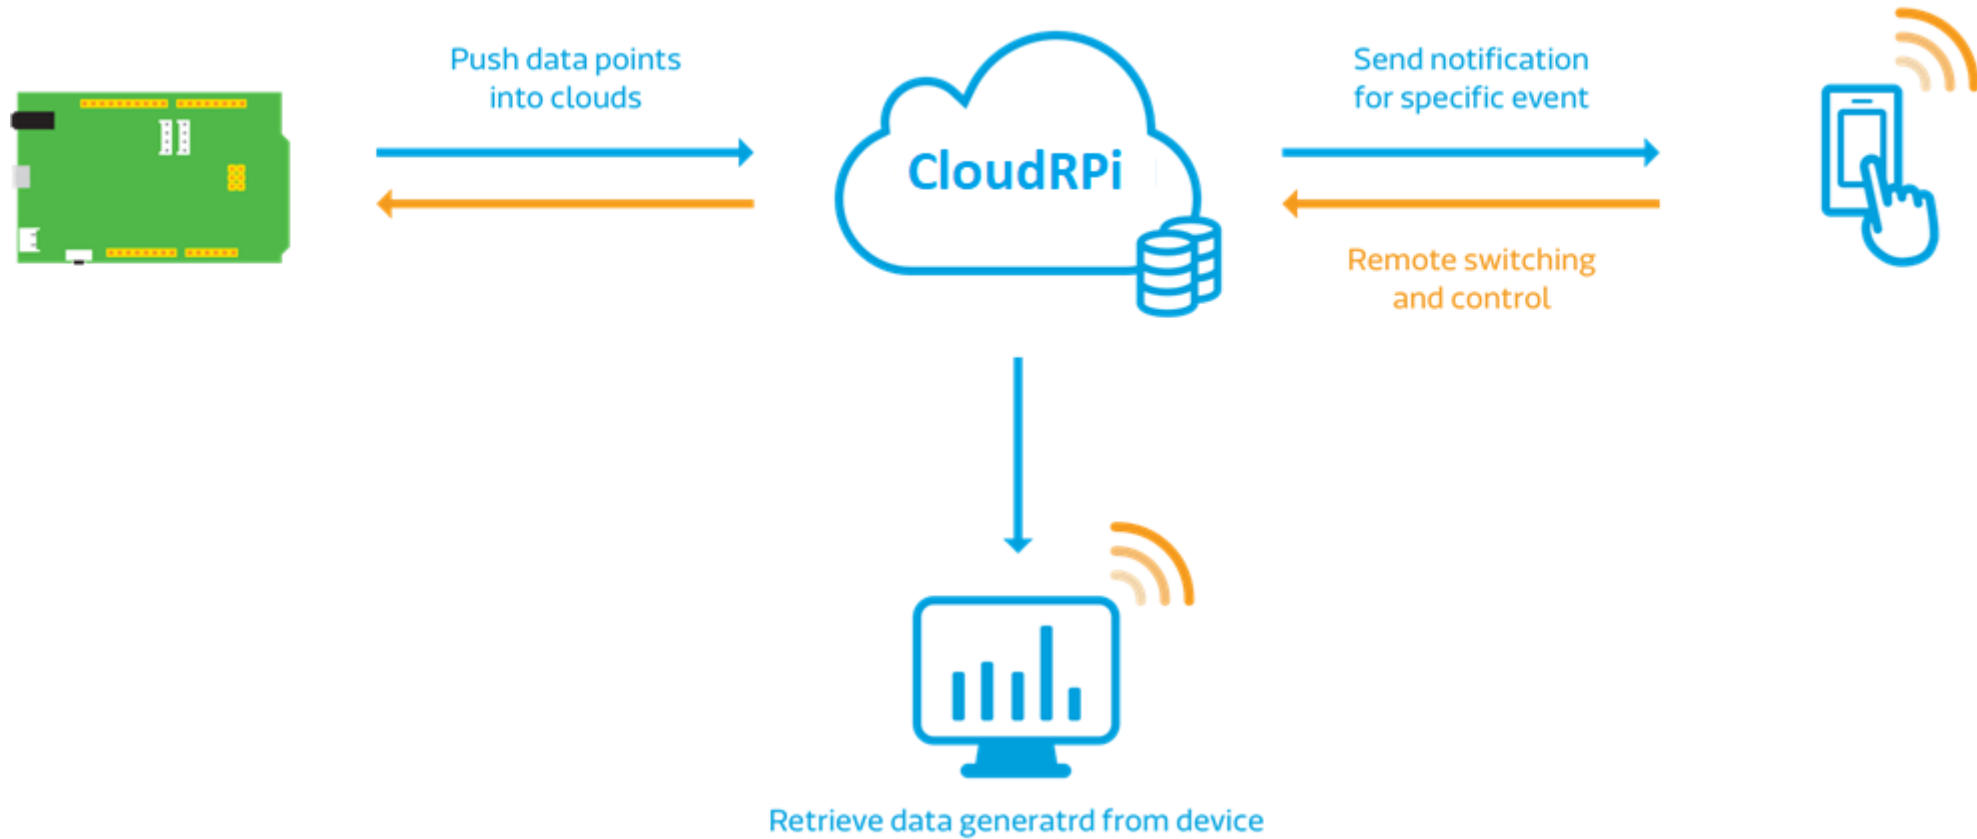 Push data points
into clouds
CloudRPi
Send notification
for specific event
Remote switching
and control
Retrieve data generatrd from device